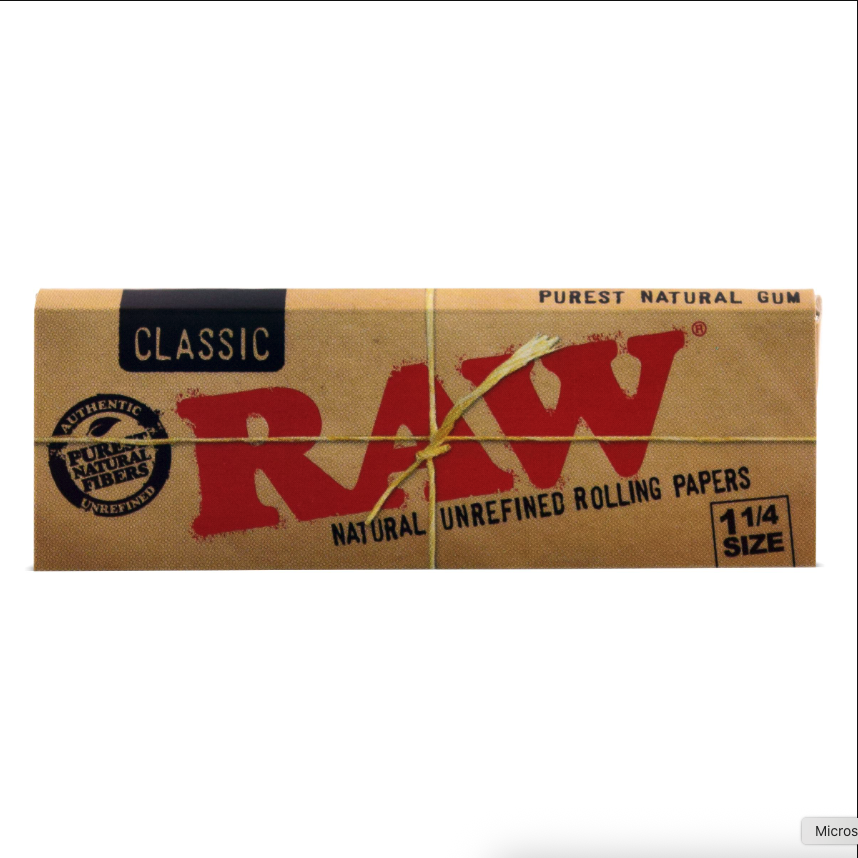 PUREST NATURAL GUM
CLASSIC
RAW®
AUTHENTIC
PUREST
NATURAL
FIBERS
UNREFINED
NATURAL UNREFINED ROLLING PAPERS
1 1/4
SIZE
Micros